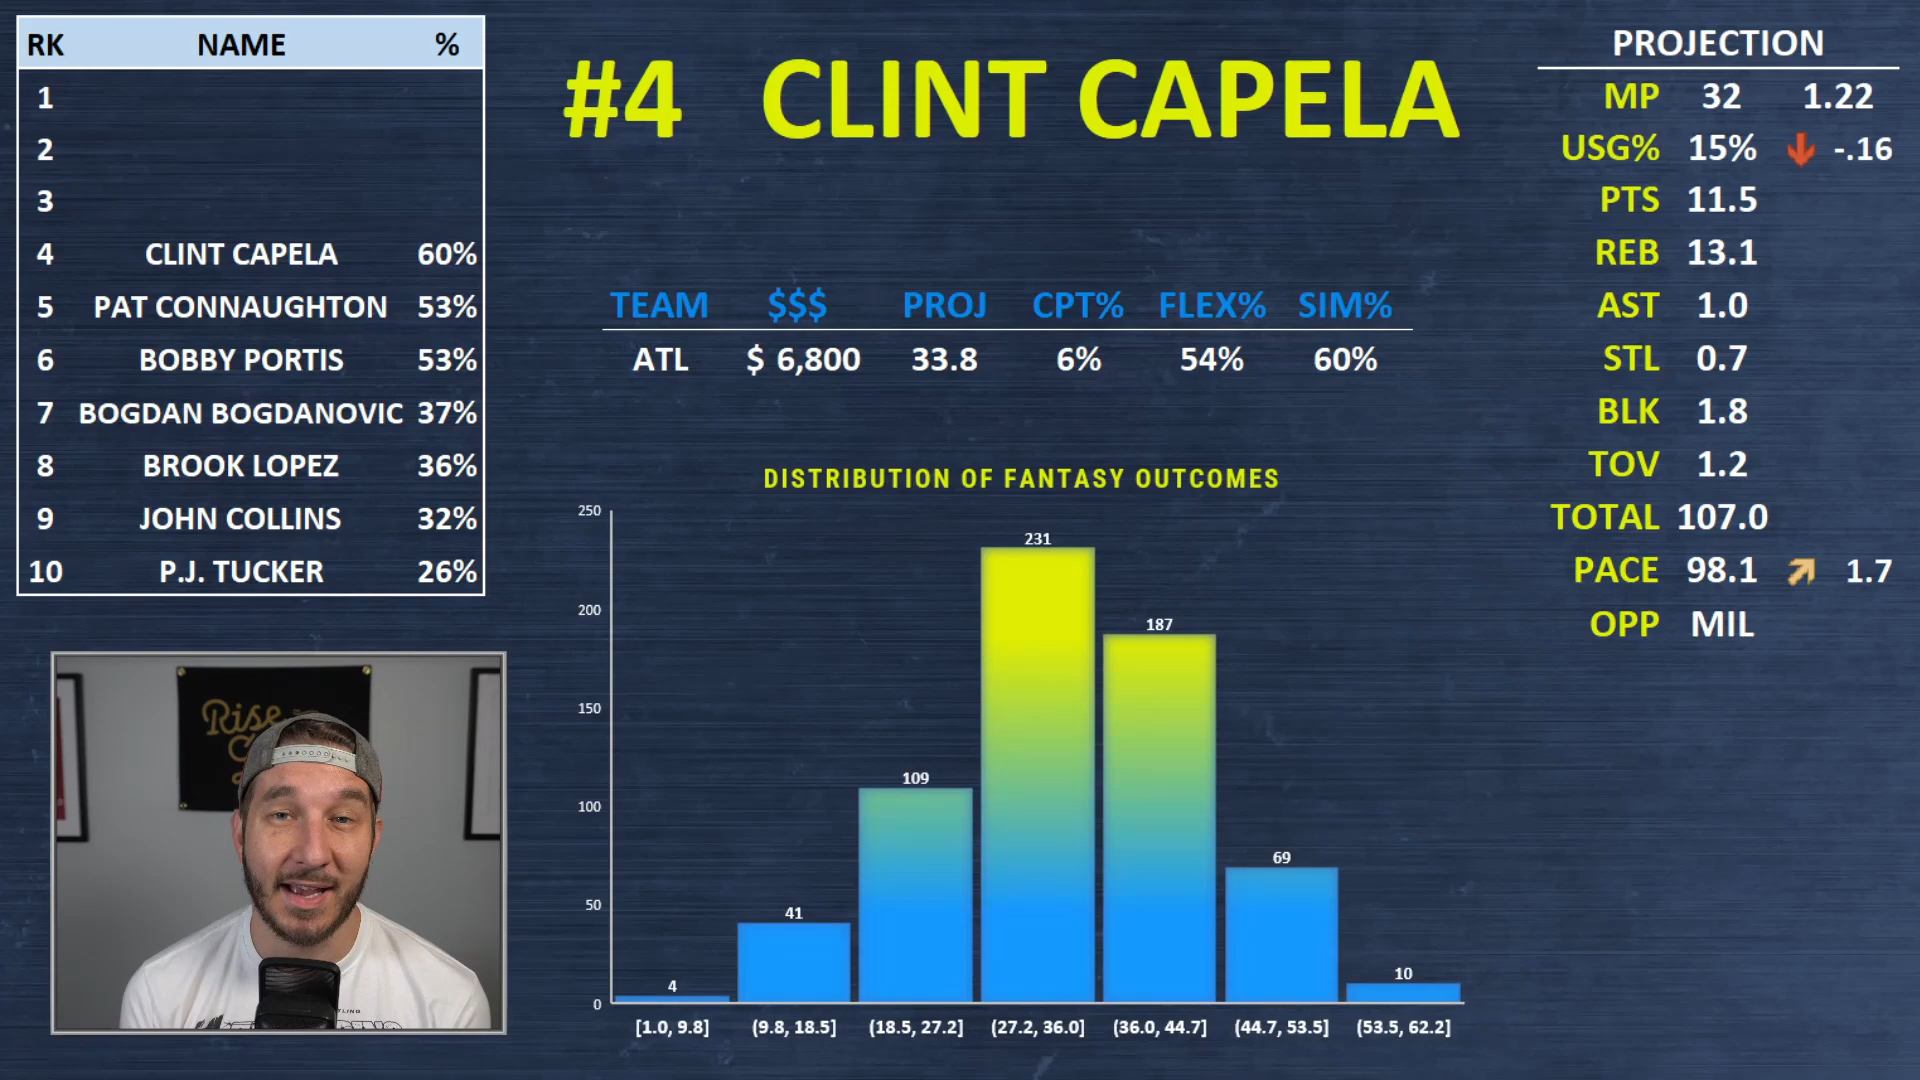 RK NAME %
1
2
3
4 CLINT CAPELA 60%
5 PAT CONNAUGHTON 53%
6 BOBBY PORTIS 53%
7 BOGDAN BOGDANOVIC 37%
8 BROOK LOPEZ 36%
9 JOHN COLLINS 32%
10 P.J. TUCKER 26%
#4 CLINT CAPELA
TEAM $$$ PROJ CPT% FLEX% SIM%
ATL $ 6,800 33.8 6% 54% 60%
DISTRIBUTION OF FANTASY OUTCOMES
250
200
150
100
50
0
4 41 109 231 187 69 10
[1.0, 9.8] (9.8, 18.5] (18.5, 27.2] (27.2, 36.0] (36.0, 44.7] (44.7, 53.5] (53.5, 62.2]
PROJECTION
MP 32 1.22
USG% 15% -.16
PTS 11.5
REB 13.1
AST 1.0
STL 0.7
BLK 1.8
TOV 1.2
TOTAL 107.0
PACE 98.1 1.7
OPP MIL
Rise